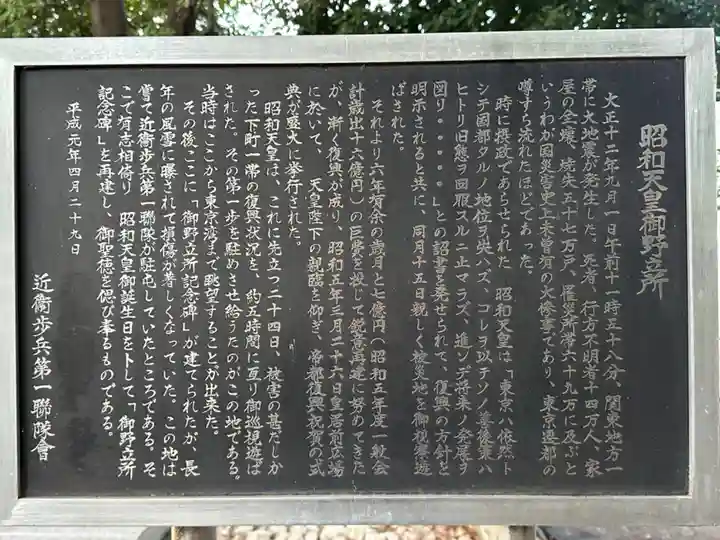 昭和天皇御野立所
大正十二年九月一日午前十一時五十八分、関東地方一
帯に大地震が発生した。死者、行方不明者十四万人、家
屋の全壊、焼失五十七万戸、罹災所帯六十九万に及ぶと
いうわが国災害史上未曽有の大惨事であり、東京遷都の
噂すら流れたほどであった。
時に摂政であらせられた 昭和天皇は「東京ハ依然ト
シテ国都タルノ地位ヲ失ハズ、コレヲ以テソノ善後策ハ
ヒトリ旧態ヲ回復スルニ止マラズ、進ンデ将来ノ発展ヲ
図リ・・・・・」との詔書を発せられて、復興の方針を
明示されると共に、同月十五日親しく被災地を御視察遊
ばされた。
それより六年有余の歳月と七億円(昭和五年度一般会
計歳出十六億円)の巨費を投じて鋭意再建に努めてきた
が、漸く復興が成り、昭和五年三月二十六日皇居前広場
に於いて、 天皇陛下の親臨を仰ぎ、帝都復興祝賀の式
典が盛大に挙行された。
昭和天皇は、これに先立つ二十四日、被害の甚だしか
った下町一帯の復興状況を、約五時間に亙り御巡視遊ば
された。その第一歩を駐めさせ給うたのがこの地である。
当時はここから東京湾まで眺望することが出来た。
その後ここに「御野立所記念碑」が建てられたが、長
年の風雪に曝されて損傷が著しくなっていた。この地は
嘗て近衛歩兵第一聯隊が駐屯していたところである。そ
こで有志相倚り 昭和天皇御誕生日を卜して「御野立所
記念碑」を再建し、御聖徳を偲び奉るものである。
平成元年四月二十九日
近衛歩兵第一聯隊會